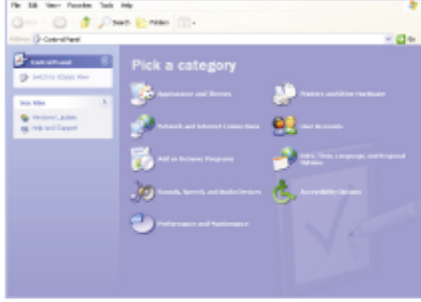 File Edit View Favorites Tools Help
Search Folders
Address Control Panel Go
Control Panel
Switch to Classic View
See Also
Windows Update
Help and Support
Pick a category
Appearance and Themes
Printers and Other Hardware
Network and Internet Connections
User Accounts
Add or Remove Programs
Date, Time, Language, and Regional
Options
Sounds, Speech, and Audio Devices
Accessibility Options
Performance and Maintenance